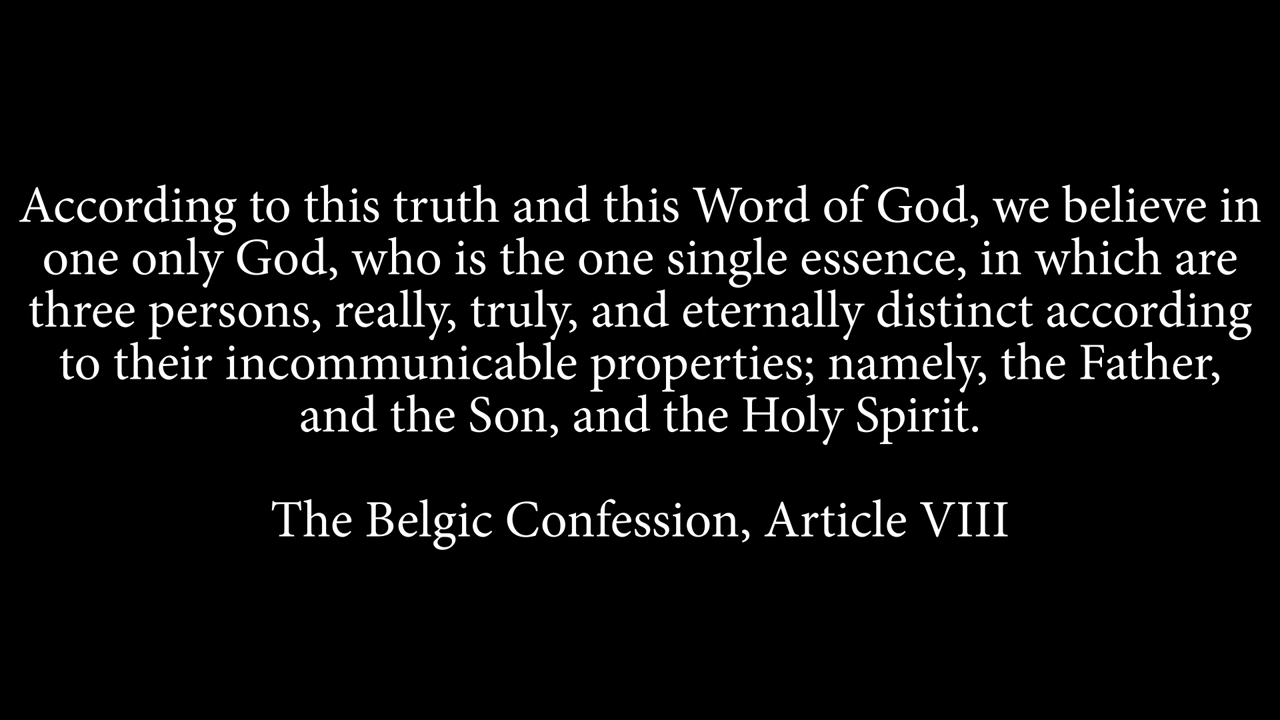 According to this truth and this Word of God, we believe in
one only God, who is the one single essence, in which are
three persons, really, truly, and eternally distinct according
to their incommunicable properties; namely, the Father,
and the Son, and the Holy Spirit.
The Belgic Confession, Article VIII